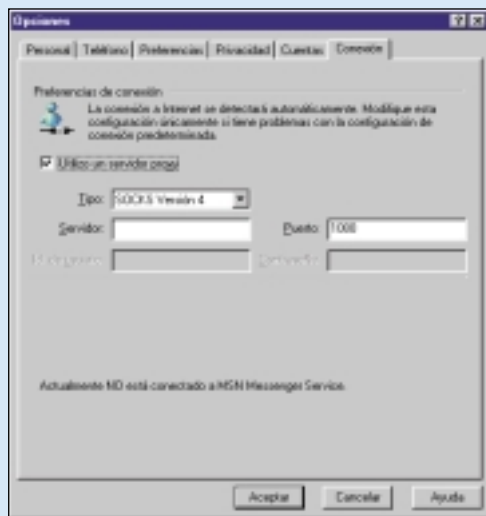 Opciones
Personal Teléfono Preferencias Privacidad Cuentas Conexión
Preferencias de conexión
La conexión a Internet se detectará automáticamente. Modifique esta
configuración únicamente si tiene problemas con la configuración de
conexión predeterminada.
Utilizo un servidor proxy
Tipo: SOCKS Versión 4
Servidor: Puerto: 1080
Actualmente NO está conectado a MSN Messenger Service.
Aceptar Cancelar Ayuda